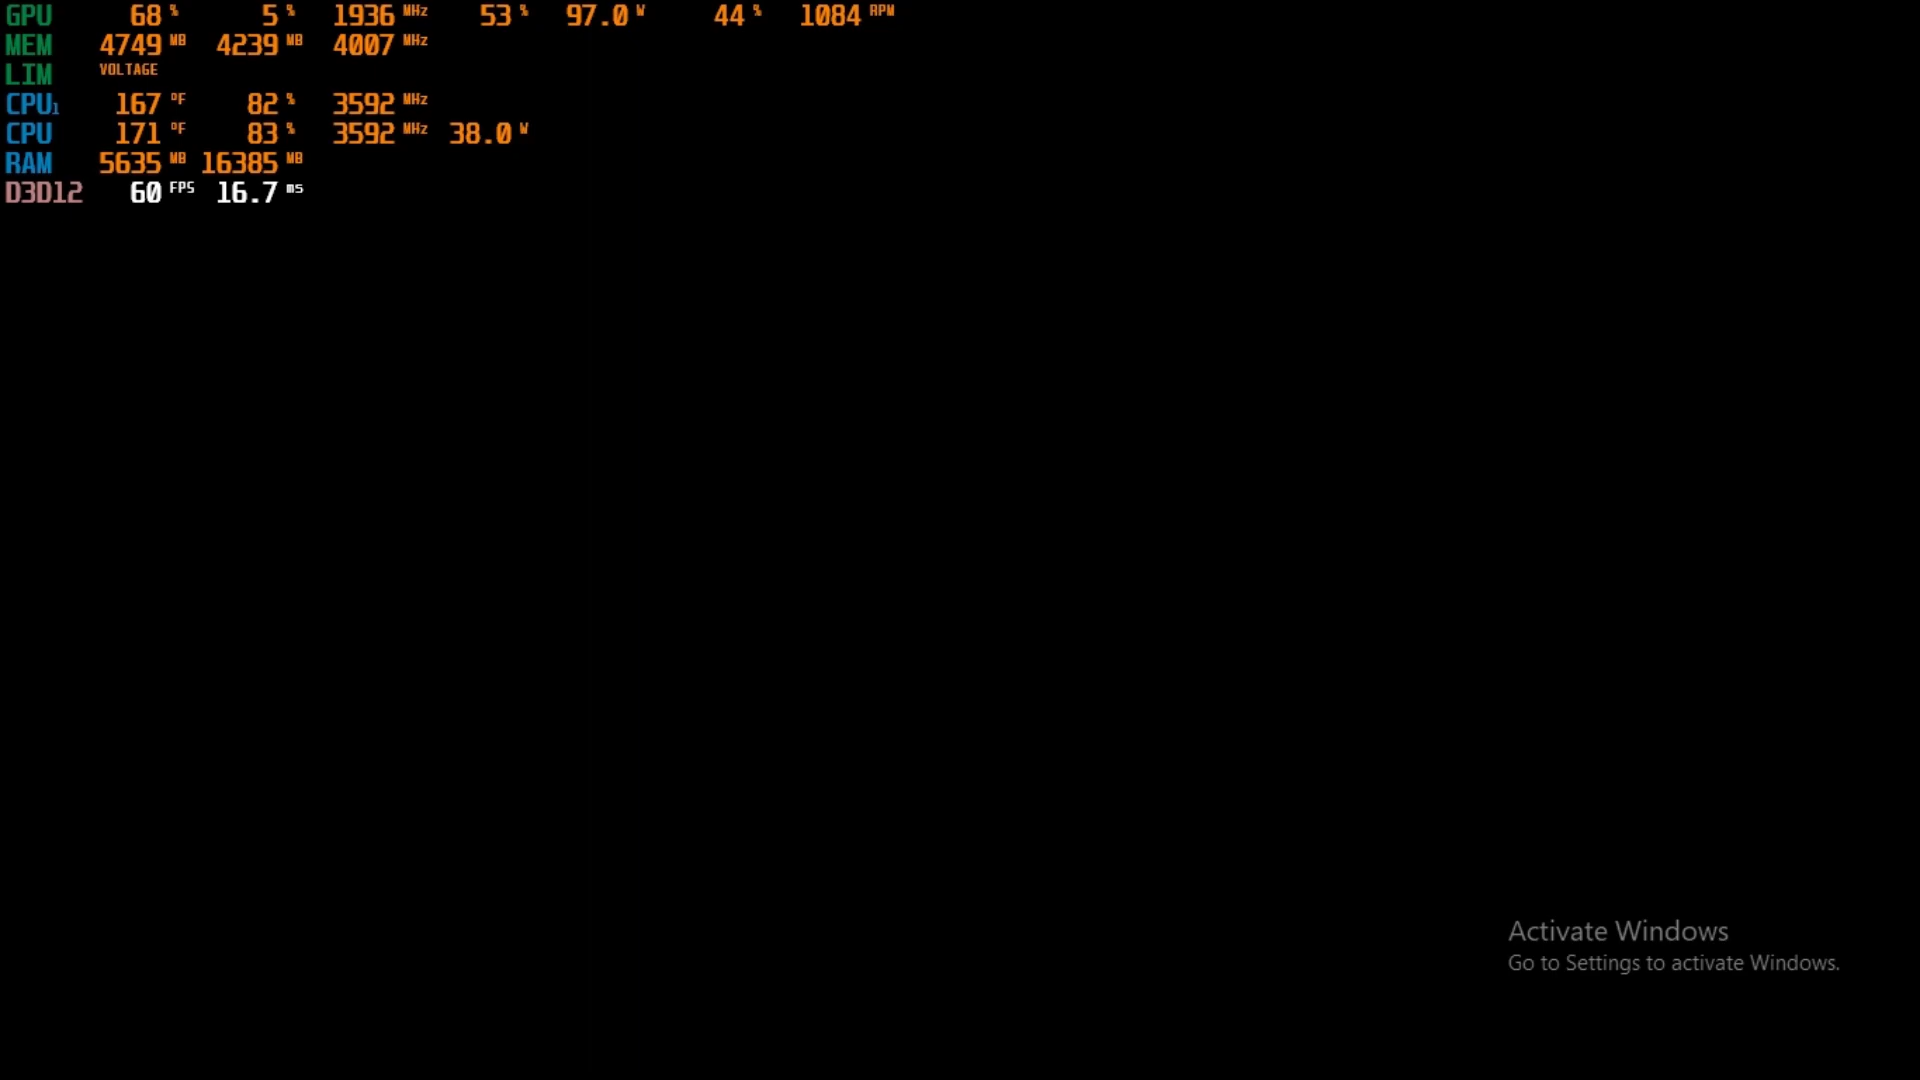 GPU 68 % 5 % 1936 MHz 53 % 97.0 W 44 % 1084 RPM
MEM 4749 MB 4239 MB 4007 MHz
LIM VOLTAGE
CPU1 167 °F 82 % 3592 MHz
CPU 171 °F 83 % 3592 MHz 38.0 W
RAM 5635 MB 16385 MB
D3D12 60 FPS 16.7 ms
Activate Windows
Go to Settings to activate Windows.